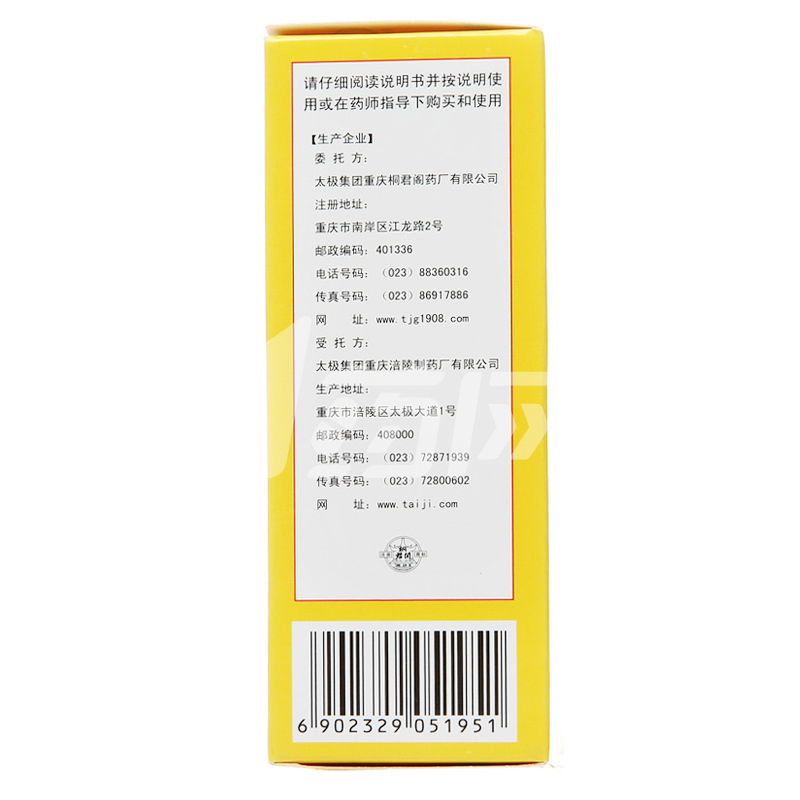 请仔细阅读说明书并按说明使
用或在药师指导下购买和使用
【生产企业】
委 托 方：
太极集团重庆桐君阁药厂有限公司
注册地址：
重庆市南岸区江龙路2号
邮政编码：401336
电话号码：（023）88360316
传真号码：（023）86917886
网 址：www.tjg1908.com
受 托 方：
太极集团重庆涪陵制药厂有限公司
生产地址：
重庆市涪陵区太极大道1号
邮政编码：408000
电话号码：（023）72871939
传真号码：（023）72800602
网 址：www.taiji.com
6 902329 051951